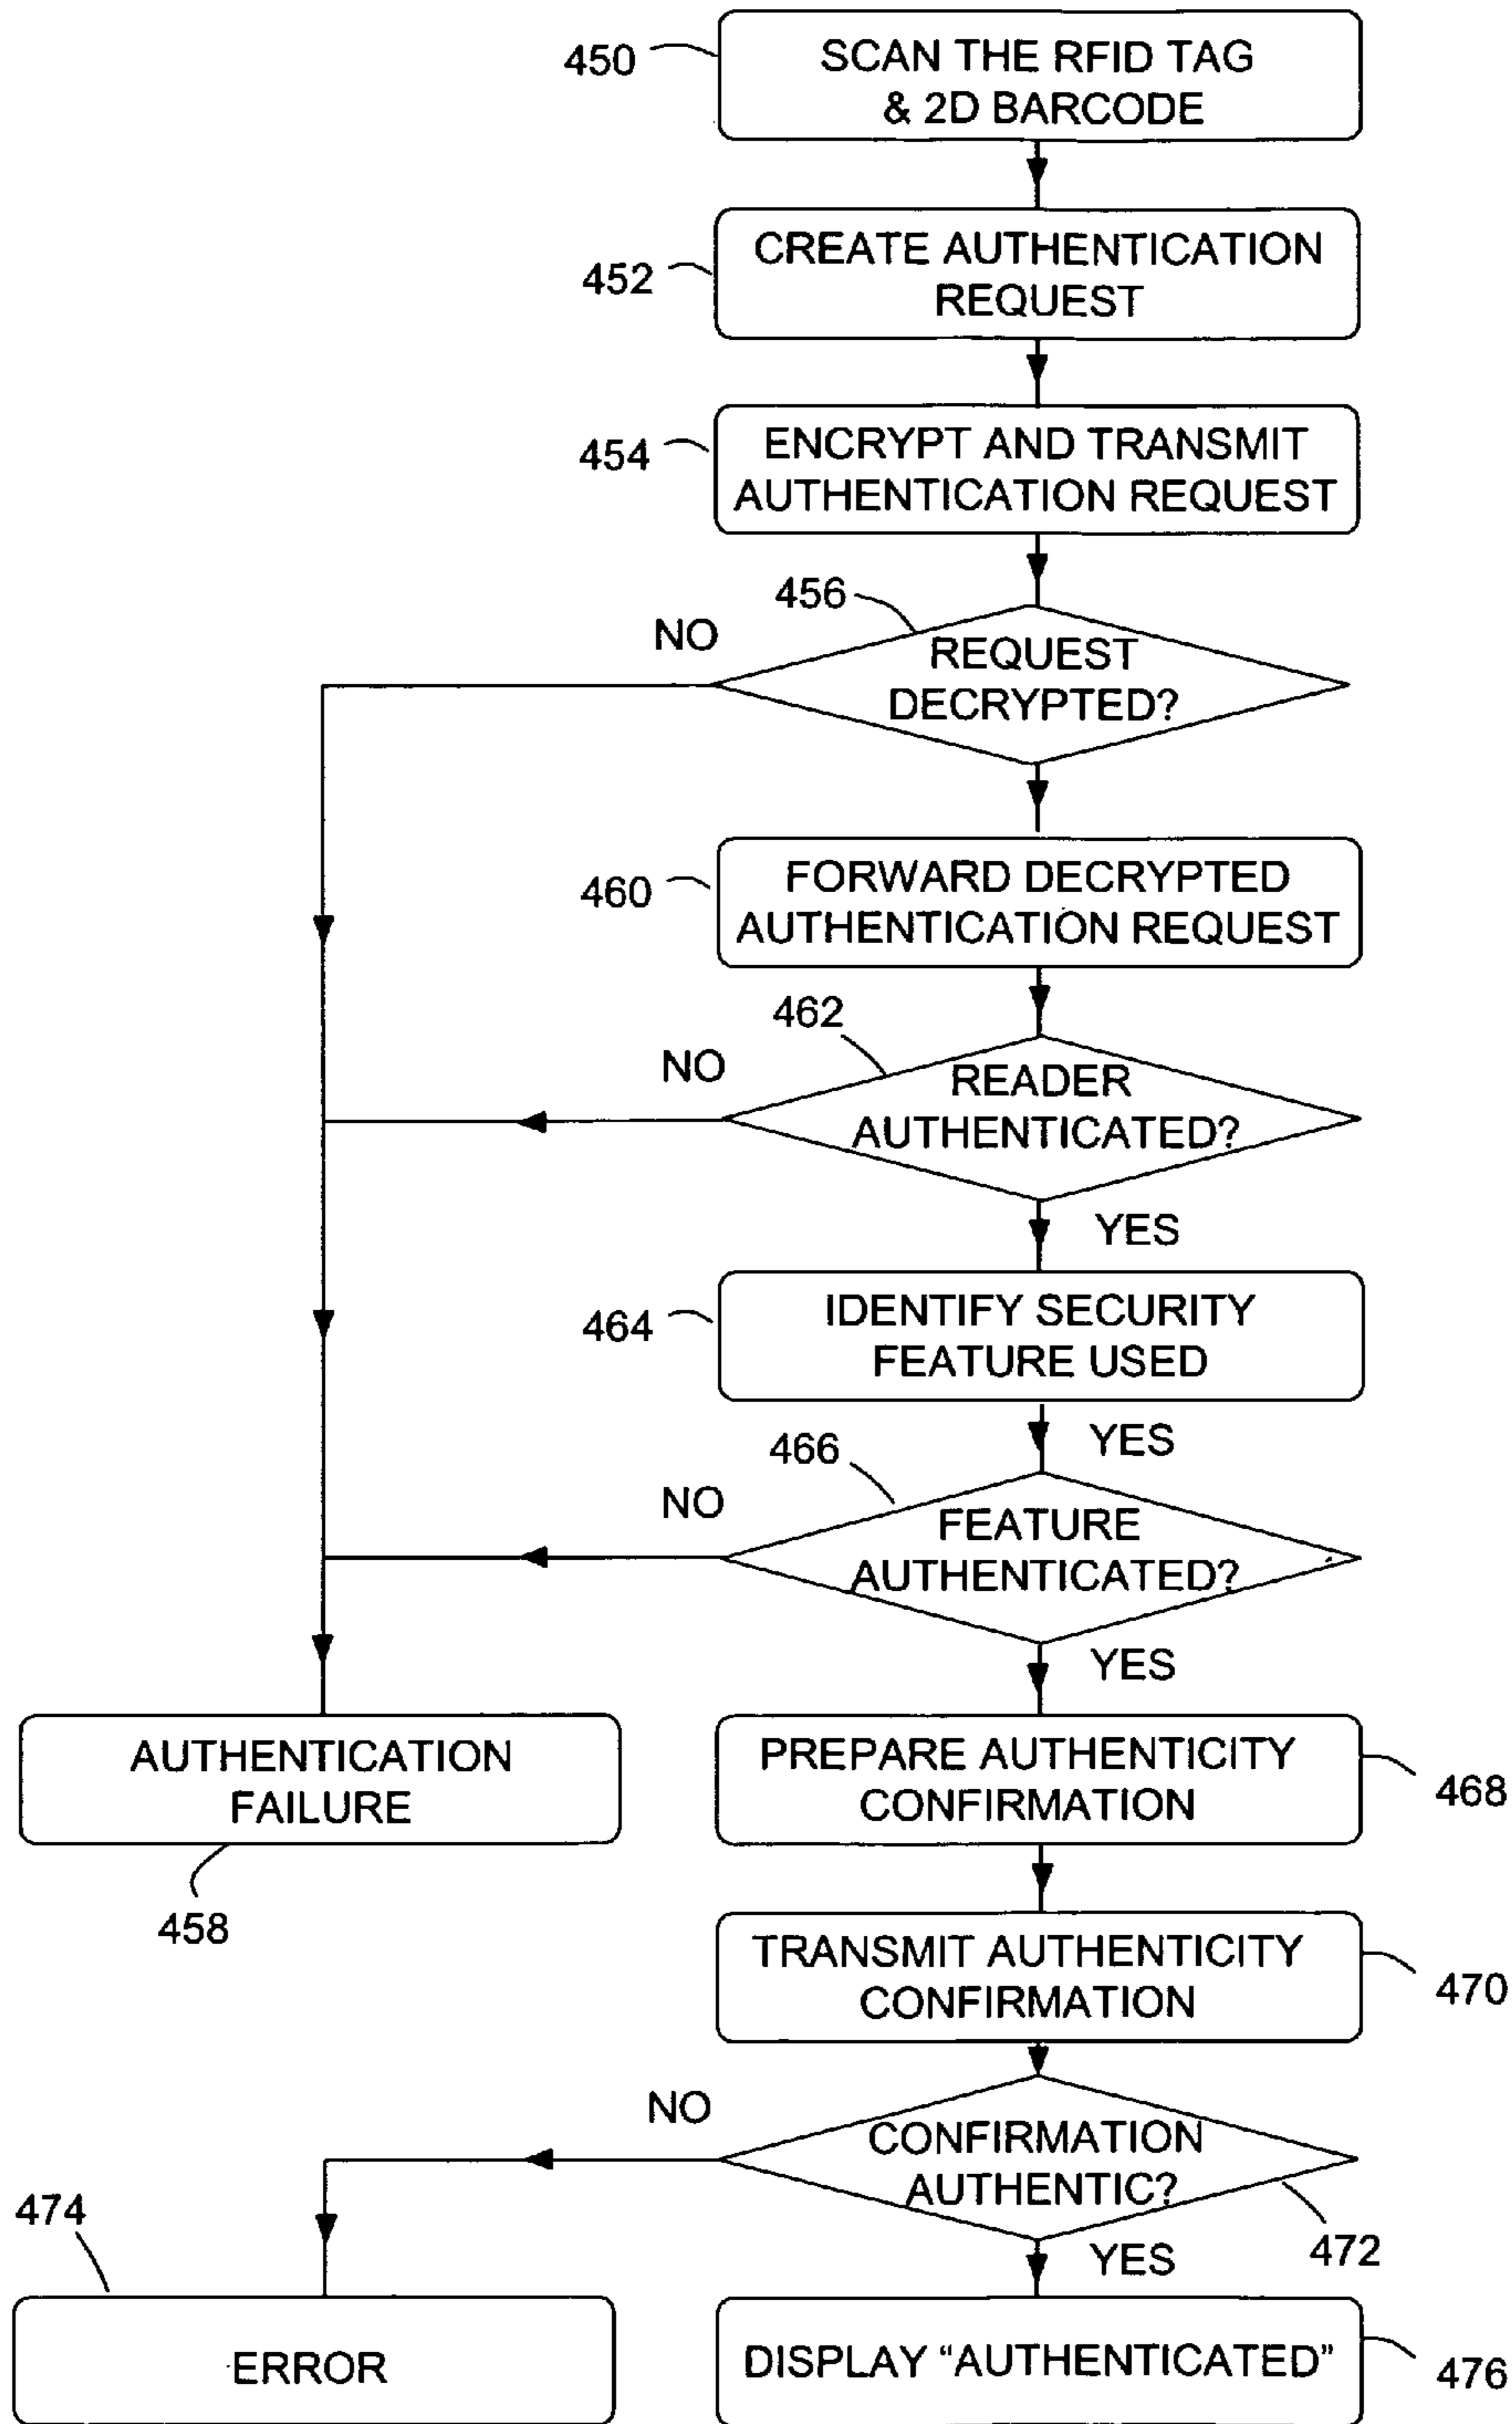 450
SCAN THE RFID TAG
& 2D BARCODE
452
CREATE AUTHENTICATION
REQUEST
454
ENCRYPT AND TRANSMIT
AUTHENTICATION REQUEST
456
NO
REQUEST
DECRYPTED?
460
FORWARD DECRYPTED
AUTHENTICATION REQUEST
462
NO
READER
AUTHENTICATED?
YES
464
IDENTIFY SECURITY
FEATURE USED
YES
466
NO
FEATURE
AUTHENTICATED?
YES
AUTHENTICATION
FAILURE
458
PREPARE AUTHENTICITY
CONFIRMATION
468
TRANSMIT AUTHENTICITY
CONFIRMATION
470
NO
CONFIRMATION
AUTHENTIC?
472
YES
474
ERROR
DISPLAY “AUTHENTICATED”
476